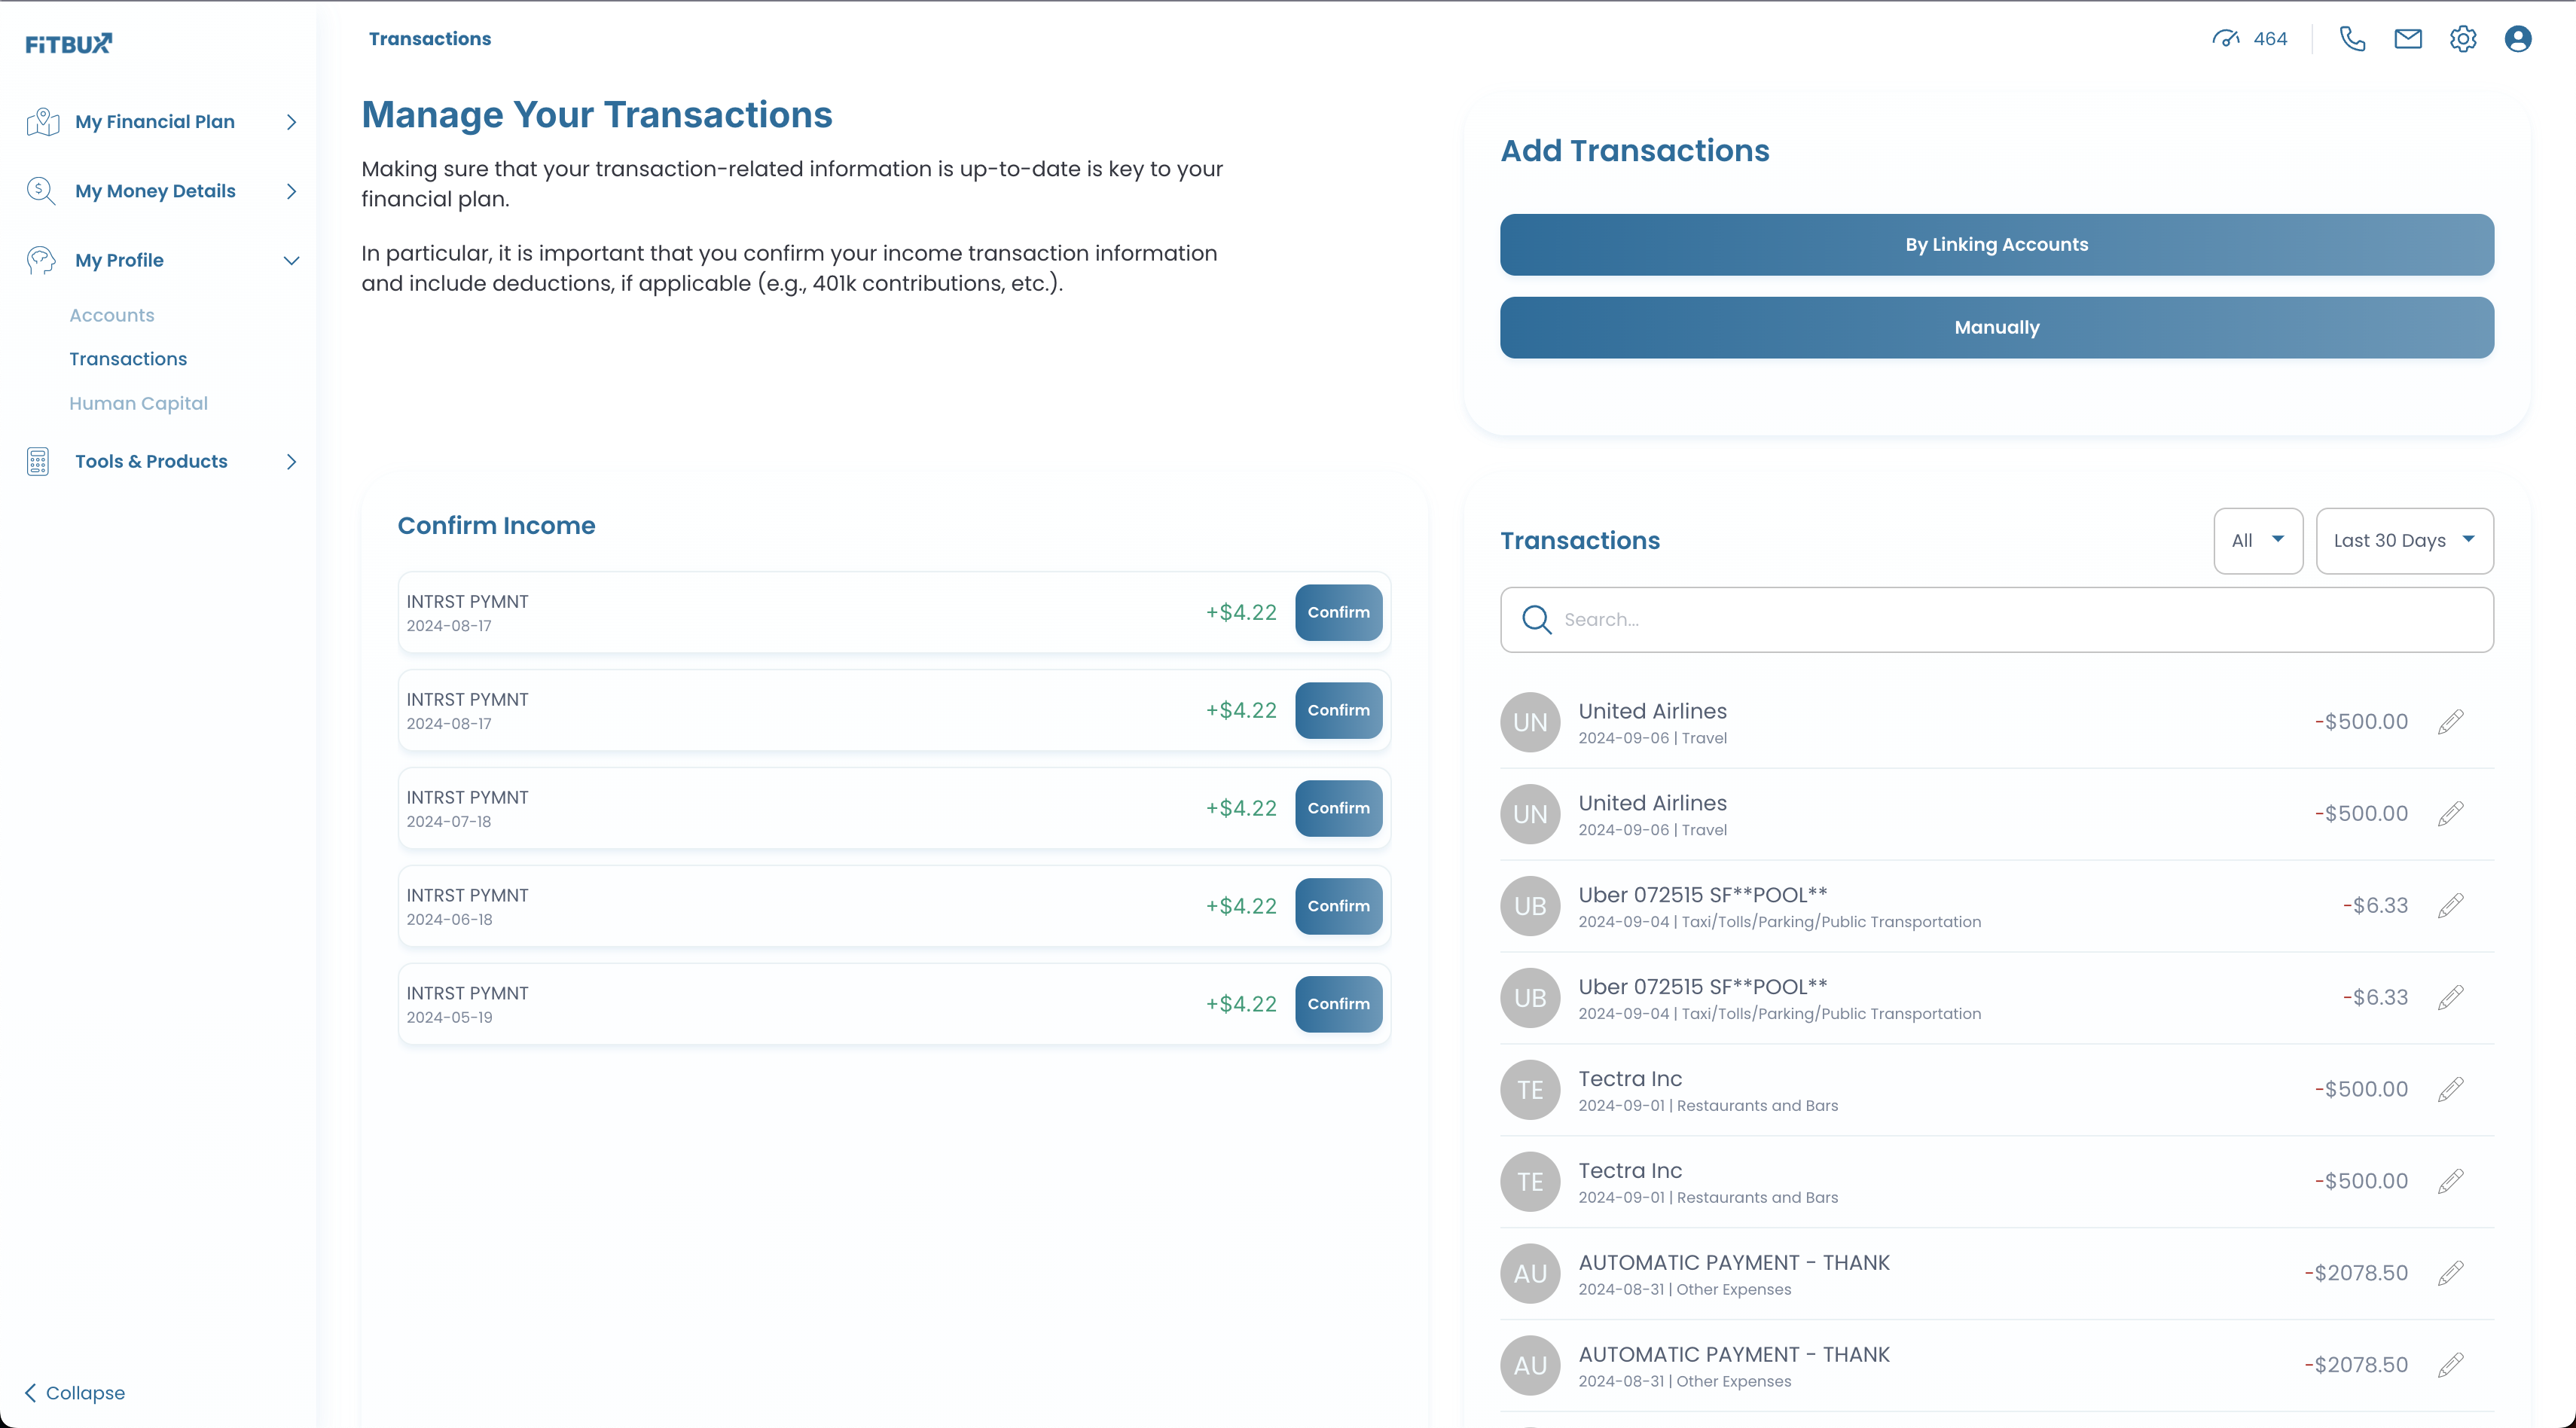 FiTBUX
My Financial Plan
My Money Details
My Profile
Accounts
Transactions
Human Capital
Tools & Products
Collapse
Transactions
464
Manage Your Transactions
Making sure that your transaction-related information is up-to-date is key to your
financial plan.
In particular, it is important that you confirm your income transaction information
and include deductions, if applicable (e.g., 401k contributions, etc.).
Add Transactions
By Linking Accounts
Manually
Confirm Income
INTRST PYMNT
2024-08-17
+$4.22
Confirm
INTRST PYMNT
2024-08-17
+$4.22
Confirm
INTRST PYMNT
2024-07-18
+$4.22
Confirm
INTRST PYMNT
2024-06-18
+$4.22
Confirm
INTRST PYMNT
2024-05-19
+$4.22
Confirm
Transactions
All
Last 30 Days
Search...
UN
United Airlines
2024-09-06 | Travel
-$500.00
UN
United Airlines
2024-09-06 | Travel
-$500.00
UB
Uber 072515 SF**POOL**
2024-09-04 | Taxi/Tolls/Parking/Public Transportation
-$6.33
UB
Uber 072515 SF**POOL**
2024-09-04 | Taxi/Tolls/Parking/Public Transportation
-$6.33
TE
Tectra Inc
2024-09-01 | Restaurants and Bars
-$500.00
TE
Tectra Inc
2024-09-01 | Restaurants and Bars
-$500.00
AU
AUTOMATIC PAYMENT - THANK
2024-08-31 | Other Expenses
-$2078.50
AU
AUTOMATIC PAYMENT - THANK
2024-08-31 | Other Expenses
-$2078.50